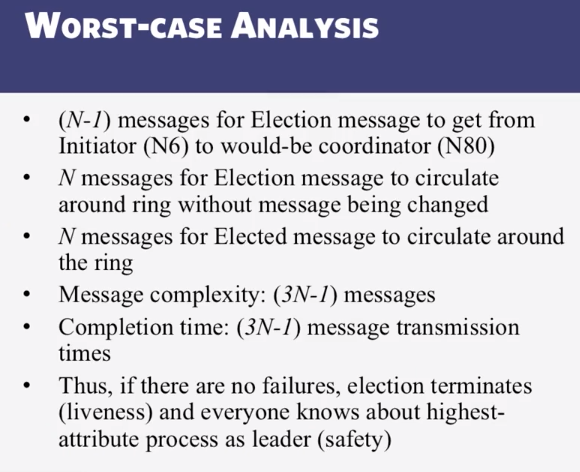 WORST-CASE ANALYSIS
• (N-1) messages for Election message to get from
Initiator (N6) to would-be coordinator (N80)
• N messages for Election message to circulate
around ring without message being changed
• N messages for Elected message to circulate around
the ring
• Message complexity: (3N-1) messages
• Completion time: (3N-1) message transmission
times
• Thus, if there are no failures, election terminates
(liveness) and everyone knows about highest-
attribute process as leader (safety)